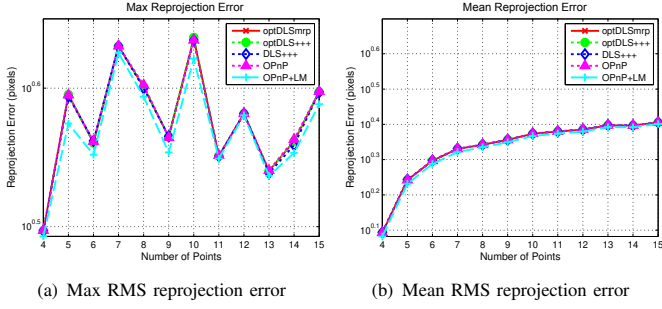 Max Reprojection Error
Reprojection Error (pixels)
10^0.6
10^0.5
optDLSmrp
optDLS+++
DLS+++
OPnP
OPnP+LM
4 5 6 7 8 9 10 11 12 13 14 15
Number of Points
(a) Max RMS reprojection error
Mean Reprojection Error
Reprojection Error (pixels)
10^0.6
10^0.5
10^0.4
10^0.3
10^0.2
10^0.1
optDLSmrp
optDLS+++
DLS+++
OPnP
OPnP+LM
4 5 6 7 8 9 10 11 12 13 14 15
Number of Points
(b) Mean RMS reprojection error